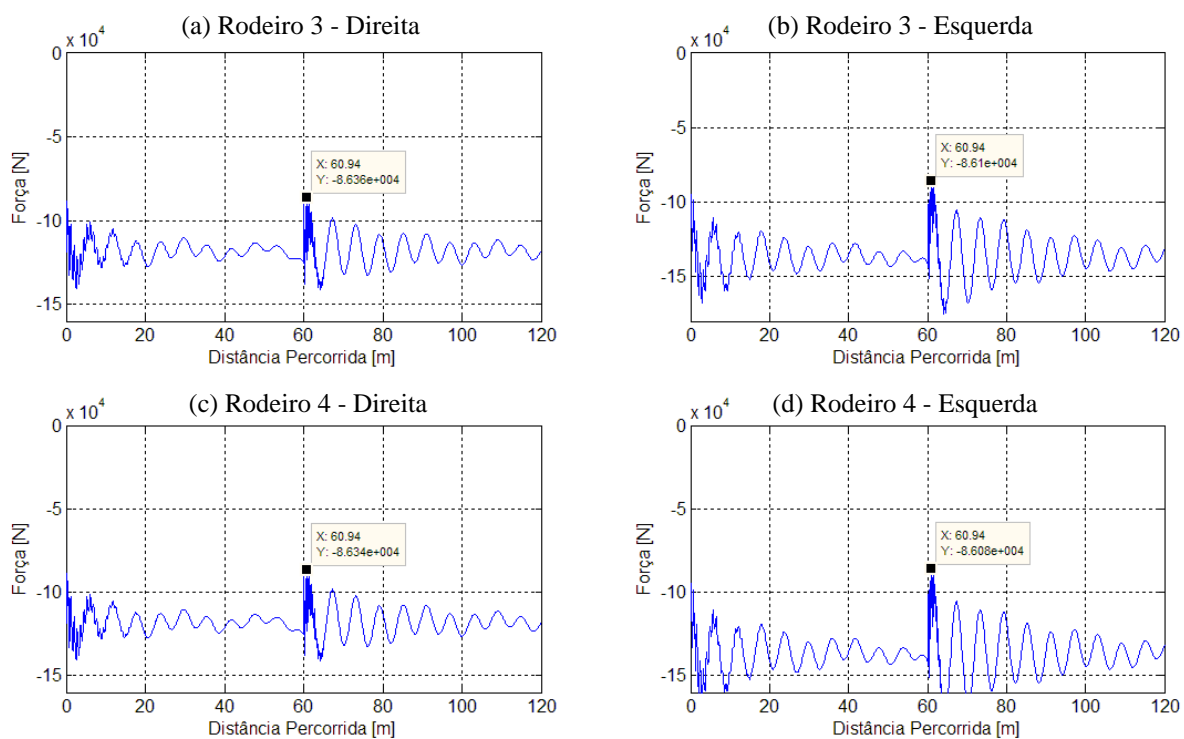 (a) Rodeiro 3 - Direita
x 10^4
0
-5
-10
-15
Força [N]
X: 60.94
Y: -8.636e+004
0 20 40 60 80 100 120
Distância Percorrida [m]
(b) Rodeiro 3 - Esquerda
x 10^4
0
-5
-10
-15
Força [N]
X: 60.94
Y: -8.61e+004
0 20 40 60 80 100 120
Distância Percorrida [m]
(c) Rodeiro 4 - Direita
x 10^4
0
-5
-10
-15
Força [N]
X: 60.94
Y: -8.634e+004
0 20 40 60 80 100 120
Distância Percorrida [m]
(d) Rodeiro 4 - Esquerda
x 10^4
0
-5
-10
-15
Força [N]
X: 60.94
Y: -8.608e+004
0 20 40 60 80 100 120
Distância Percorrida [m]